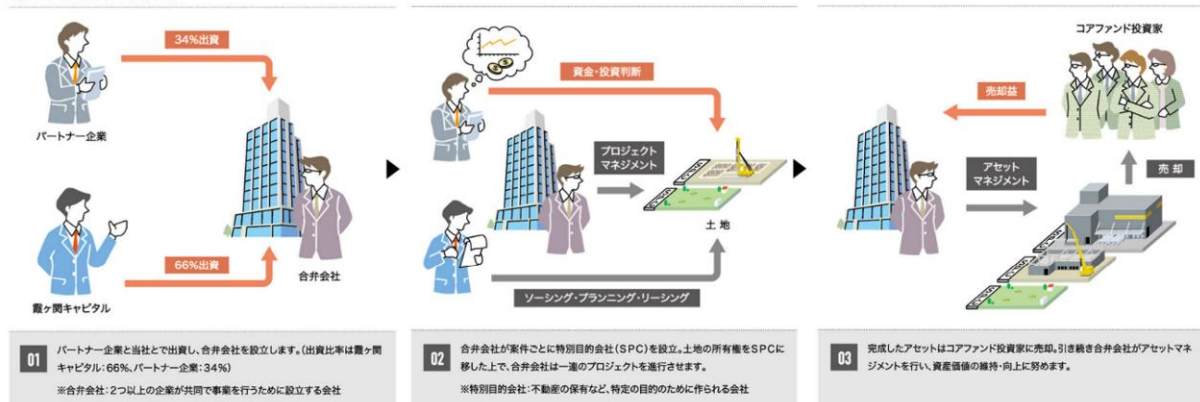 34%出資
パートナー企業
66%出資
霞ヶ関キャピタル
合弁会社
01
パートナー企業と当社とで出資し、合弁会社を設立します。(出資比率は霞ヶ関
キャピタル:66%、パートナー企業:34%)
※合弁会社:2つ以上の企業が共同で事業を行うために設立する会社
資金・投資判断
プロジェクト
マネジメント
土地
ソーシング・プランニング・リーシング
02
合弁会社が案件ごとに特別目的会社(SPC)を設立。土地の所有権をSPCに
移した上で、合弁会社は一連のプロジェクトを進行させます。
※特別目的会社:不動産の保有など、特定の目的のために作られる会社
コアファンド投資家
売却益
アセット
マネジメント
売却
03
完成したアセットはコアファンド投資家に売却。引き続き合弁会社がアセットマネ
ジメントを行い、資産価値の維持・向上に努めます。